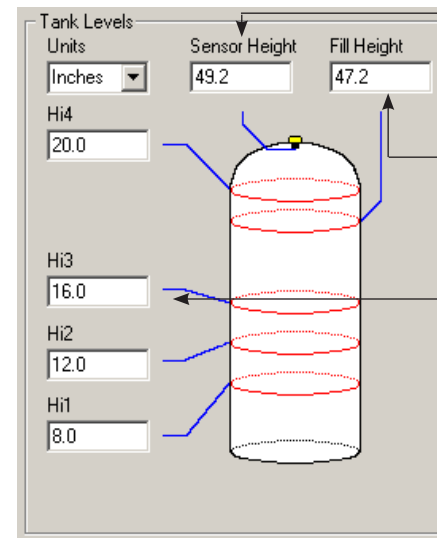 Tank Levels
Units Sensor Height Fill Height
Inches 49.2 47.2
Hi4
20.0
Hi3
16.0
Hi2
12.0
Hi1
8.0